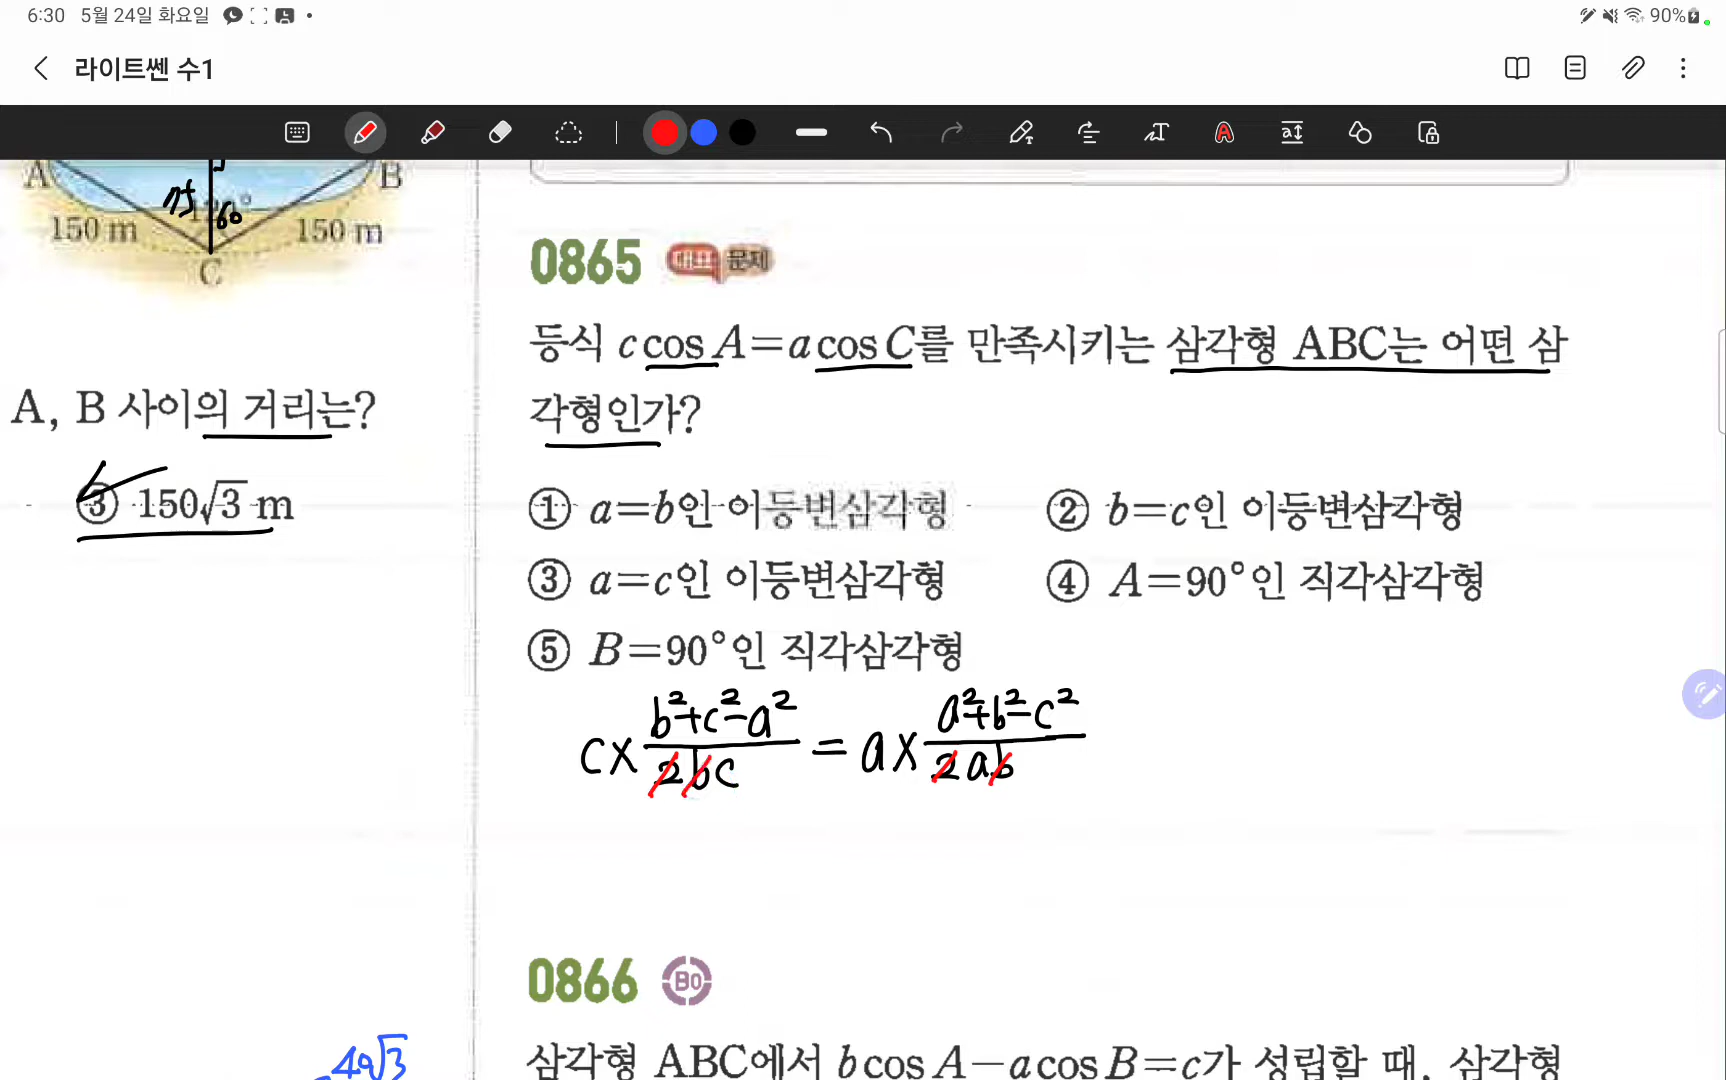 6:30 5월 24일 화요일 90%
라이트쎈 수1
A B
75 60
150 m 150 m
C
A, B 사이의 거리는?
③ 150√3 m
0865 대표 문제
등식 c cos A=a cos C를 만족시키는 삼각형 ABC는 어떤 삼
각형인가?
① a=b인 이등변삼각형 ② b=c인 이등변삼각형
③ a=c인 이등변삼각형 ④ A=90°인 직각삼각형
⑤ B=90°인 직각삼각형
c× (b²+c²-a²)/(2bc) = a× (a²+b²-c²)/(2ab)
0866
삼각형 ABC에서 b cos A-a cos B=c가 성립할 때, 삼각형